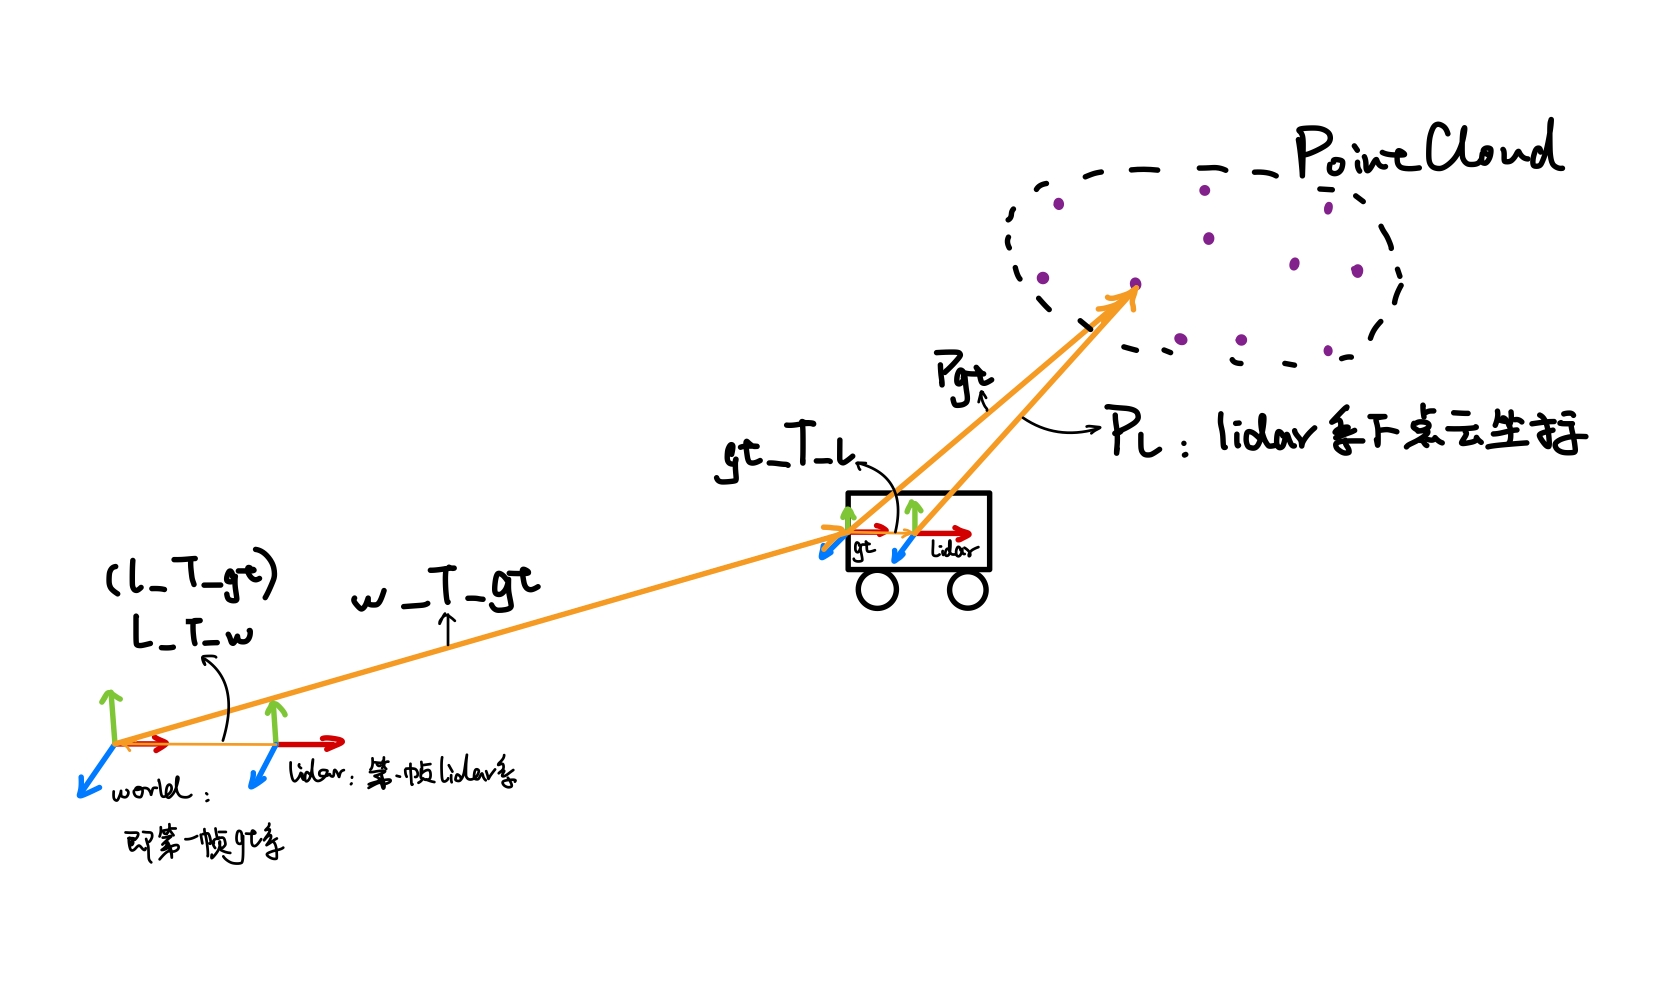 PointCloud
Pgt
PL : lidar系下点云坐标
gt_T_L
gt
lidar
(l_T_gt)
L_T_w
w_T_gt
world :
即第一帧gt系
lidar: 第一帧lidar系